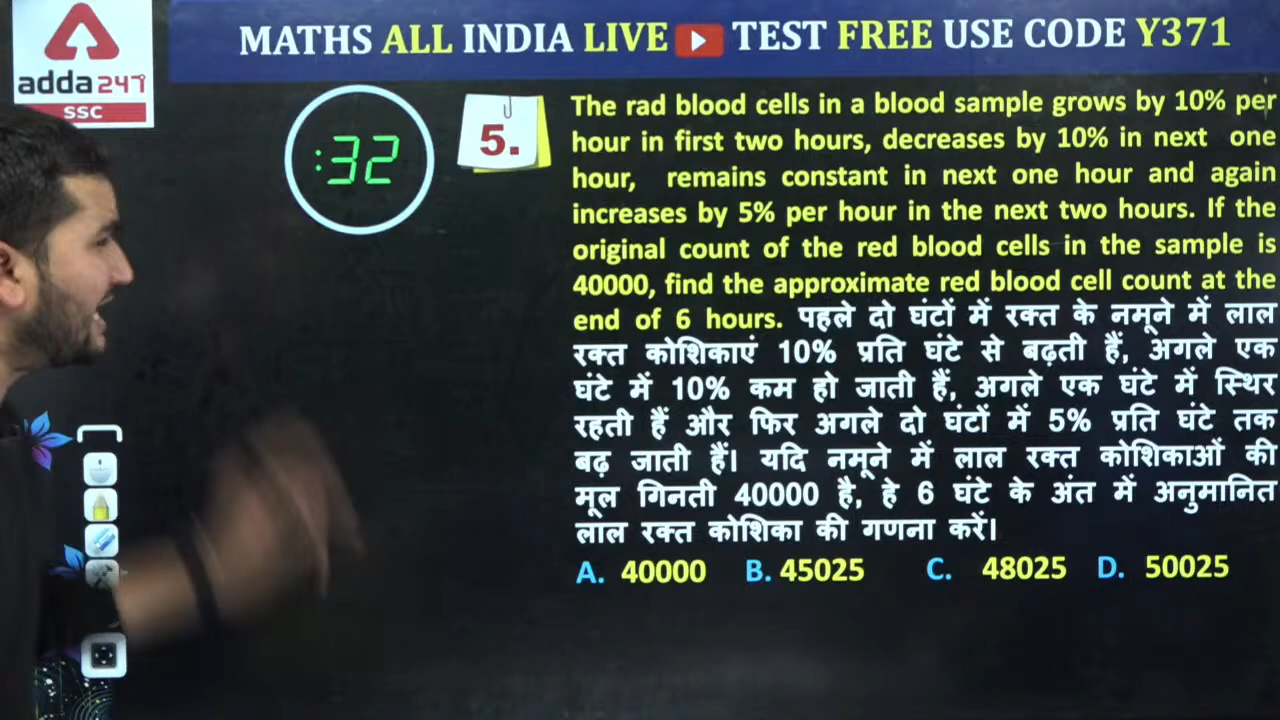 MATHS ALL INDIA LIVE TEST FREE USE CODE Y371
adda247
SSC
:32
5.
The rad blood cells in a blood sample grows by 10% per
hour in first two hours, decreases by 10% in next one
hour, remains constant in next one hour and again
increases by 5% per hour in the next two hours. If the
original count of the red blood cells in the sample is
40000, find the approximate red blood cell count at the
end of 6 hours. पहले दो घंटों में रक्त के नमूने में लाल
रक्त कोशिकाएं 10% प्रति घंटे से बढ़ती हैं, अगले एक
घंटे में 10% कम हो जाती हैं, अगले एक घंटे में स्थिर
रहती हैं और फिर अगले दो घंटों में 5% प्रति घंटे तक
बढ़ जाती हैं। यदि नमूने में लाल रक्त कोशिकाओं की
मूल गिनती 40000 है, हे 6 घंटे के अंत में अनुमानित
लाल रक्त कोशिका की गणना करें।
A. 40000 B. 45025 C. 48025 D. 50025